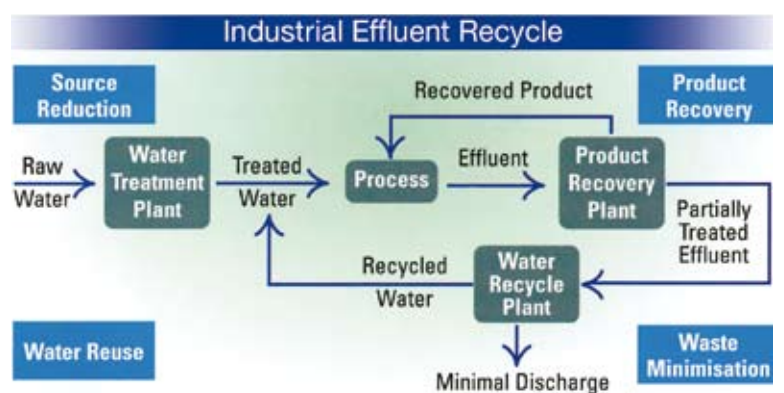 Industrial Effluent Recycle
Source
Reduction
Product
Recovery
Recovered Product
Raw
Water
Water
Treatment
Plant
Treated
Water
Process
Effluent
Product
Recovery
Plant
Partially
Treated
Effluent
Recycled
Water
Water
Recycle
Plant
Water Reuse
Waste
Minimisation
Minimal Discharge